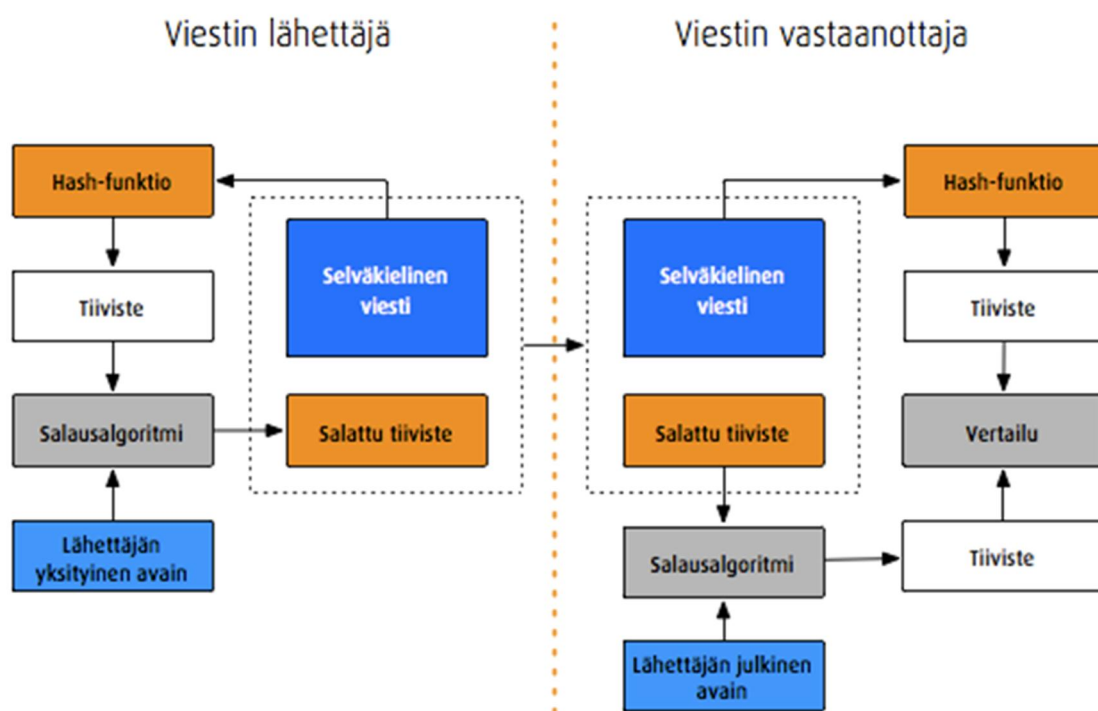 Viestin lähettäjä
Hash-funktio
Tiiviste
Salausalgoritmi
Lähettäjän
yksityinen avain
Selväkielinen
viesti
Salattu tiiviste
Viestin vastaanottaja
Selväkielinen
viesti
Salattu tiiviste
Salausalgoritmi
Lähettäjän julkinen
avain
Hash-funktio
Tiiviste
Vertailu
Tiiviste